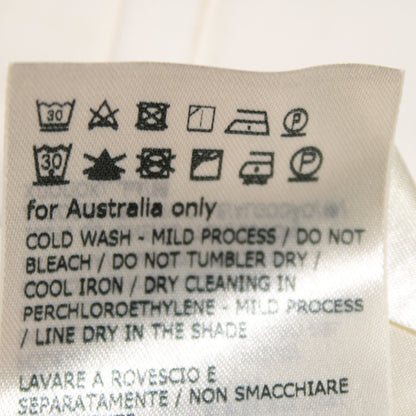 30 P
30 P
for Australia only
COLD WASH - MILD PROCESS / DO NOT
BLEACH / DO NOT TUMBLER DRY /
COOL IRON / DRY CLEANING IN
PERCHLOROETHYLENE - MILD PROCESS
/ LINE DRY IN THE SHADE
LAVARE A ROVESCIO E
SEPARATAMENTE / NON SMACCHIARE